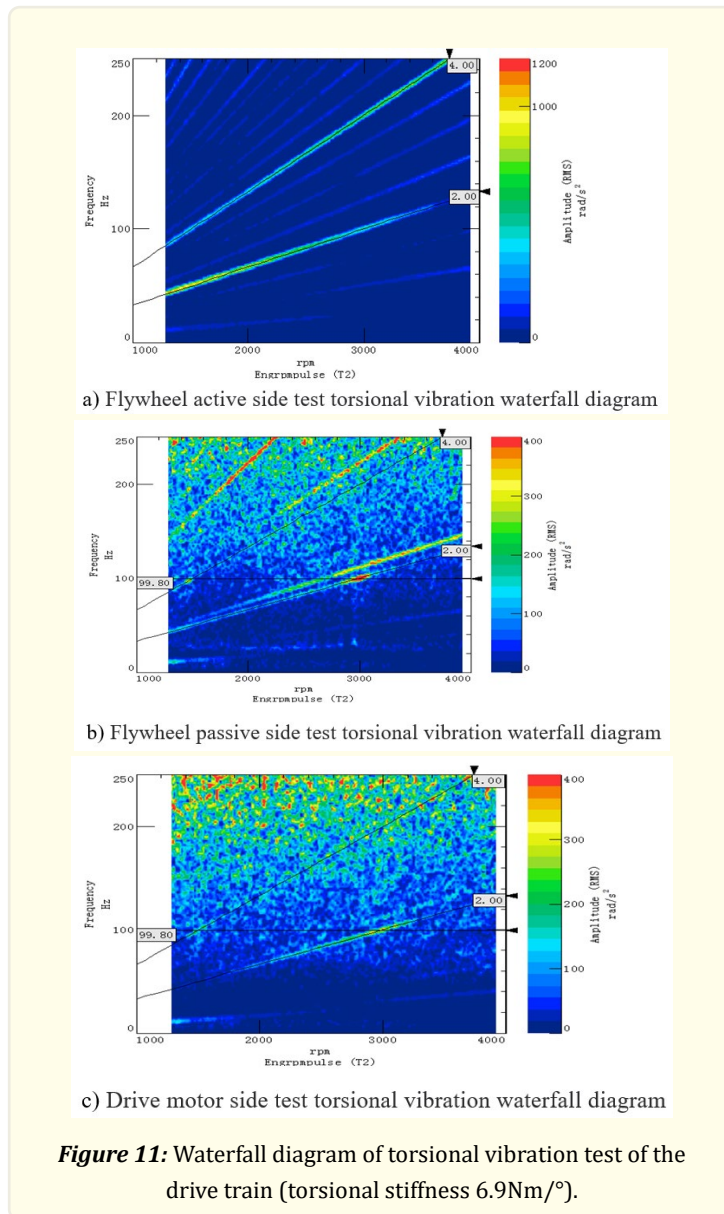 250
4.00
1200
200
1000
Frequency
Hz
Amplitude (RMS)
rad/s²
2.00
100
0
0
1000
2000
3000
4000
rpm
Engrpmpulse (T2)
a) Flywheel active side test torsional vibration waterfall diagram
250
4.00
400
200
300
Frequency
Hz
Amplitude (RMS)
rad/s²
200
2.00
100
99.80
100
0
0
1000
2000
3000
4000
rpm
Engrpmpulse (T2)
b) Flywheel passive side test torsional vibration waterfall diagram
250
4.00
400
200
300
Frequency
Hz
Amplitude (RMS)
rad/s²
200
2.00
100
99.80
100
0
0
1000
2000
3000
4000
rpm
Engrpmpulse (T2)
c) Drive motor side test torsional vibration waterfall diagram
Figure 11: Waterfall diagram of torsional vibration test of the
drive train (torsional stiffness 6.9Nm/°).